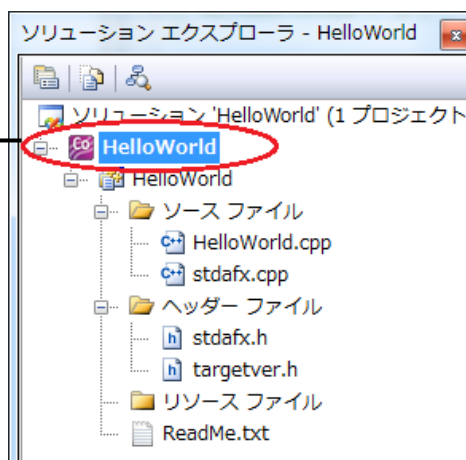 ソリューション エクスプローラ - HelloWorld
ソリューション 'HelloWorld' (1 プロジェクト
HelloWorld
HelloWorld
ソース ファイル
HelloWorld.cpp
stdafx.cpp
ヘッダー ファイル
stdafx.h
targetver.h
リソース ファイル
ReadMe.txt